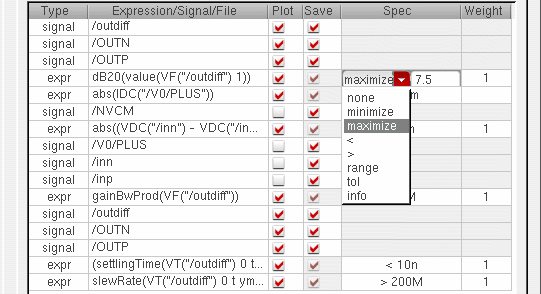 Type Expression/Signal/File Plot Save Spec Weight
signal /outdiff
signal /OUTN
signal /OUTP
expr dB20(value(VF("/outdiff") 1)) maximize 7.5 1
expr abs(IDC("/V0/PLUS")) m
signal /NVCM
expr abs((VDC("/inn") - VDC("/in... 1
signal /V0/PLUS
signal /inn
signal /inp
expr gainBwProd(VF("/outdiff")) M 1
signal /outdiff
signal /OUTN
signal /OUTP
expr (settlingTime(VT("/outdiff") 0 t... < 10n 1
expr slewRate(VT("/outdiff") 0 t ym... > 200M 1
none
minimize
maximize
<
>
range
tol
info